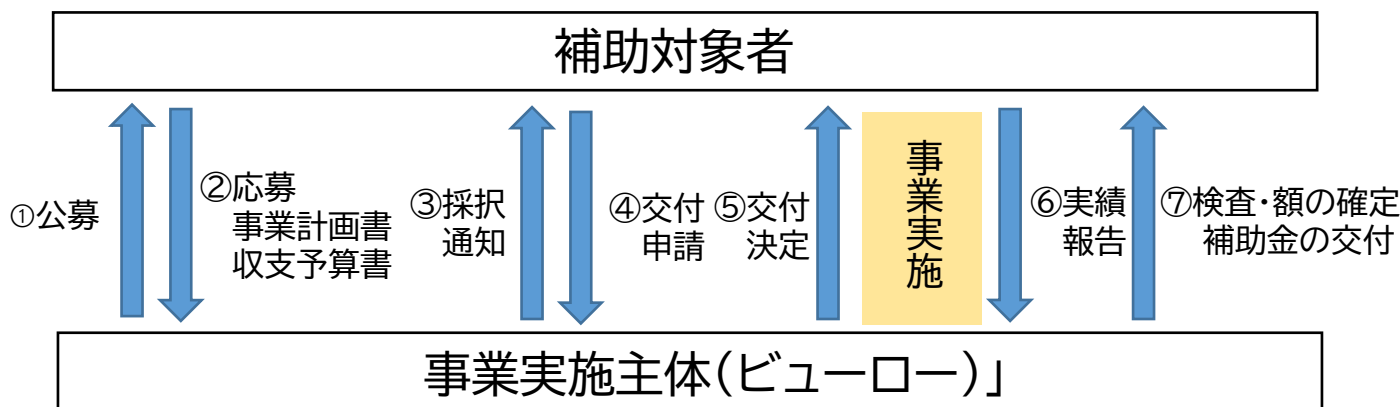 補助対象者
①公募
②応募
事業計画書
収支予算書
③採択
通知
④交付
申請
⑤交付
決定
事業実施
⑥実績
報告
⑦検査・額の確定
補助金の交付
事業実施主体(ビューロー)」